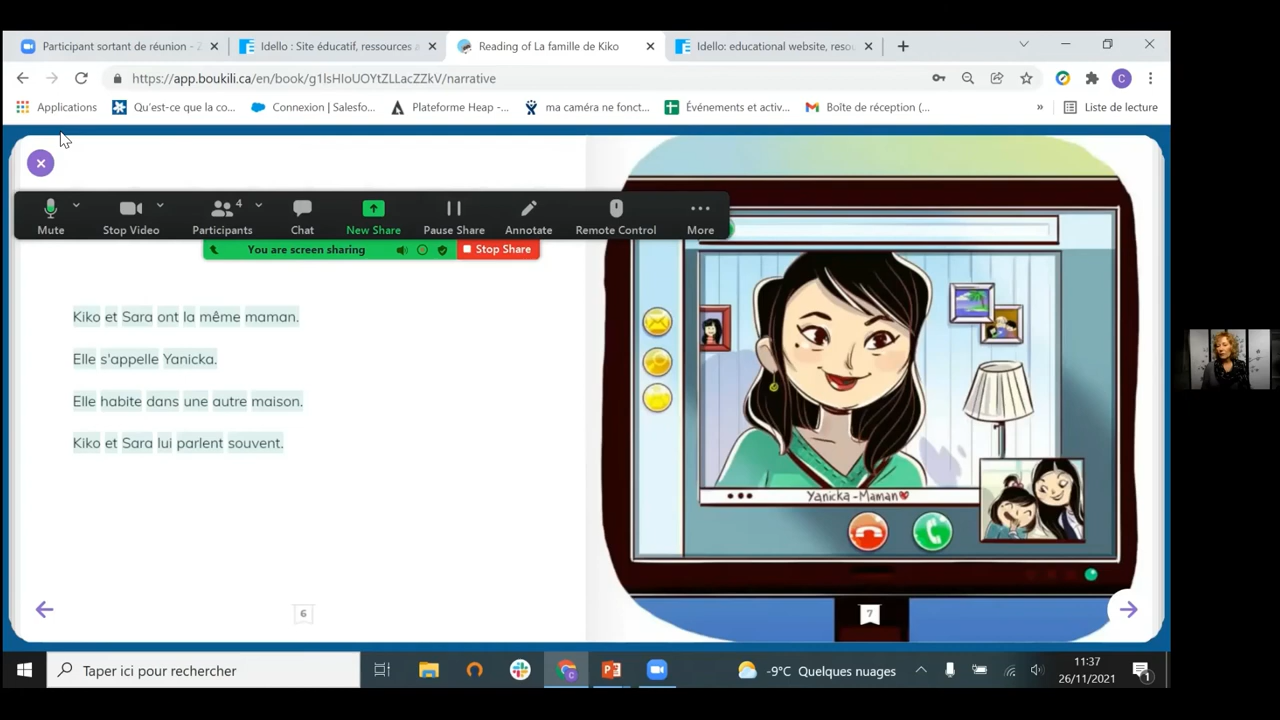 Participant sortant de réunion - Z
Idello : Site éducatif, ressources a
Reading of La famille de Kiko
Idello: educational website, resou
https://app.boukili.ca/en/book/g1lsHIoUOYtZLLacZZkV/narrative
C
Applications
Qu'est-ce que la co...
Connexion | Salesfo...
Plateforme Heap -...
ma caméra ne fonct...
Événements et activ...
Boîte de réception (...
»
Liste de lecture
Mute
Stop Video
4
Participants
Chat
New Share
Pause Share
Annotate
Remote Control
More
You are screen sharing
Stop Share
Kiko et Sara ont la même maman.
Elle s'appelle Yanicka.
Elle habite dans une autre maison.
Kiko et Sara lui parlent souvent.
Yanicka-Maman
6
7
Taper ici pour rechercher
-9°C Quelques nuages
11:37
26/11/2021
1